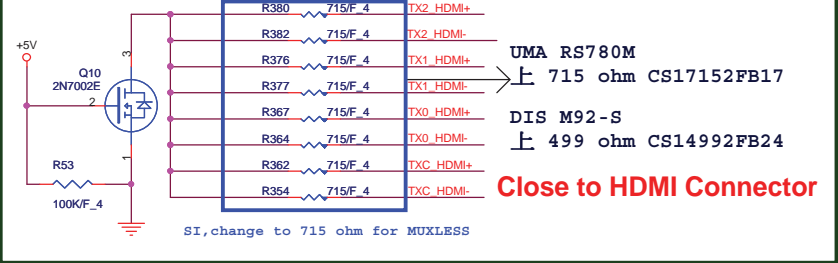 R380 715/F_4 TX2_HDMI+
R382 715/F_4 TX2_HDMI-
R376 715/F_4 TX1_HDMI+
R377 715/F_4 TX1_HDMI-
R367 715/F_4 TX0_HDMI+
R364 715/F_4 TX0_HDMI-
R362 715/F_4 TXC_HDMI+
R354 715/F_4 TXC_HDMI-
+5V
Q10
2N7002E
3
2
1
R53
100K/F_4
UMA RS780M
上 715 ohm CS17152FB17
DIS M92-S
上 499 ohm CS14992FB24
Close to HDMI Connector
SI,change to 715 ohm for MUXLESS